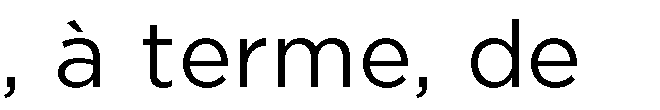 , à terme, de